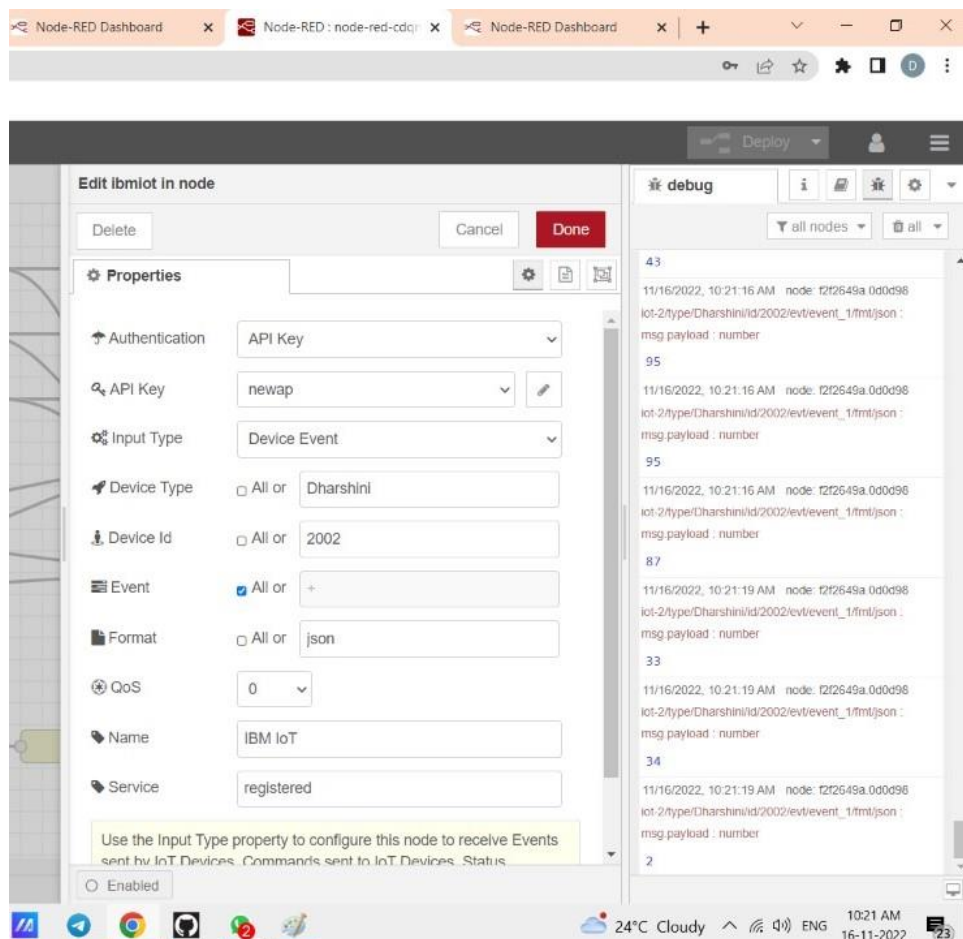 Node-RED Dashboard
Node-RED : node-red-cdqr
Node-RED Dashboard
D
Deploy
Edit ibmiot in node
Delete
Cancel
Done
Properties
Authentication
API Key
API Key
newap
Input Type
Device Event
Device Type
All or
Dharshini
Device Id
All or
2002
Event
All or
+
Format
All or
json
QoS
0
Name
IBM IoT
Service
registered
Use the Input Type property to configure this node to receive Events
sent by IoT Devices, Commands sent to IoT Devices, Status
Enabled
debug
i
all nodes
all
43
11/16/2022, 10:21:16 AM node: f2f2649a.0d0d98
iot-2/type/Dharshini/id/2002/evt/event_1/fmt/json :
msg.payload : number
95
11/16/2022, 10:21:16 AM node: f2f2649a.0d0d98
iot-2/type/Dharshini/id/2002/evt/event_1/fmt/json :
msg.payload : number
95
11/16/2022, 10:21:16 AM node: f2f2649a.0d0d98
iot-2/type/Dharshini/id/2002/evt/event_1/fmt/json :
msg.payload : number
87
11/16/2022, 10:21:19 AM node: f2f2649a.0d0d98
iot-2/type/Dharshini/id/2002/evt/event_1/fmt/json :
msg.payload : number
33
11/16/2022, 10:21:19 AM node: f2f2649a.0d0d98
iot-2/type/Dharshini/id/2002/evt/event_1/fmt/json :
msg.payload : number
34
11/16/2022, 10:21:19 AM node: f2f2649a.0d0d98
iot-2/type/Dharshini/id/2002/evt/event_1/fmt/json :
msg.payload : number
2
2
24°C Cloudy
ENG
10:21 AM
16-11-2022
23